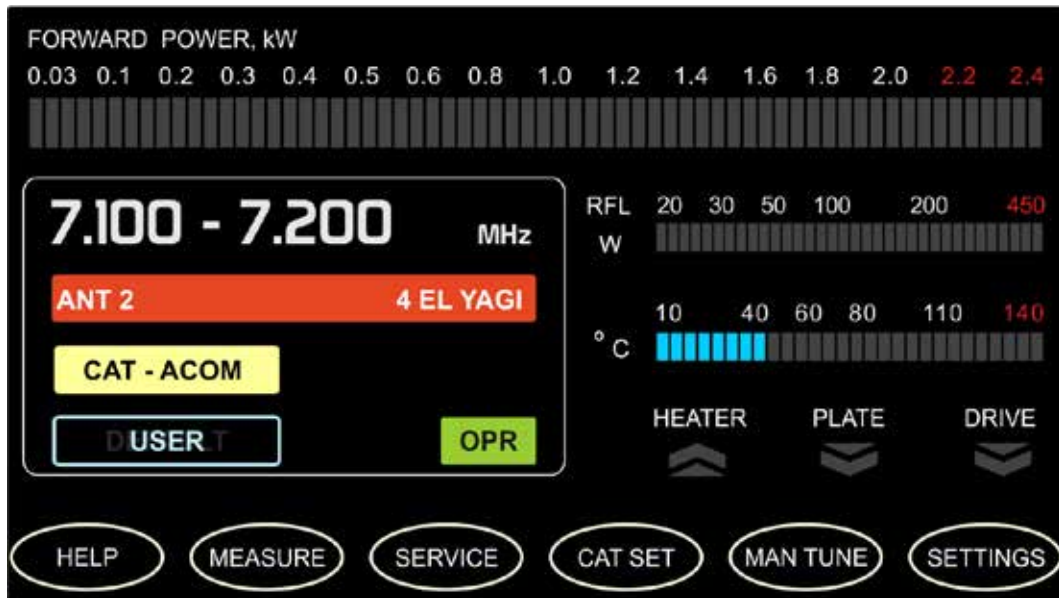 FORWARD POWER, kW
0.03 0.1 0.2 0.3 0.4 0.5 0.6 0.8 1.0 1.2 1.4 1.6 1.8 2.0 2.2 2.4
7.100 - 7.200 MHz
ANT 2 4 EL YAGI
CAT - ACOM
USER OPR
RFL 20 30 50 100 200 450
W
10 40 60 80 110 140
° C
HEATER PLATE DRIVE
HELP MEASURE SERVICE CAT SET MAN TUNE SETTINGS